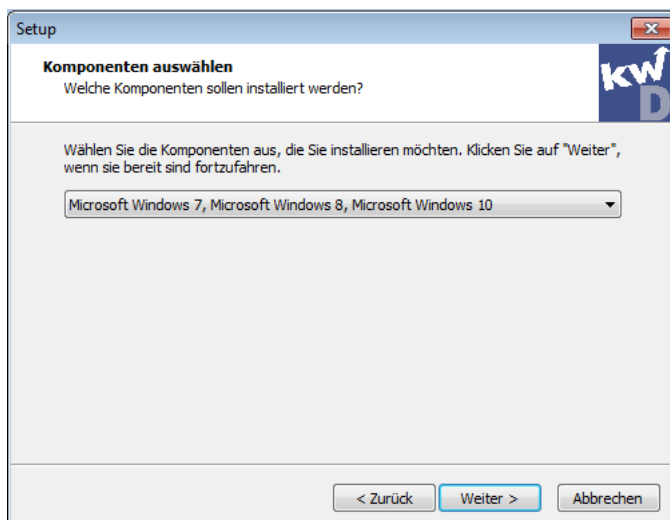 Setup
Komponenten auswählen
Welche Komponenten sollen installiert werden?
kw
D
Wählen Sie die Komponenten aus, die Sie installieren möchten. Klicken Sie auf "Weiter",
wenn sie bereit sind fortzufahren.
Microsoft Windows 7, Microsoft Windows 8, Microsoft Windows 10
< Zurück
Weiter >
Abbrechen